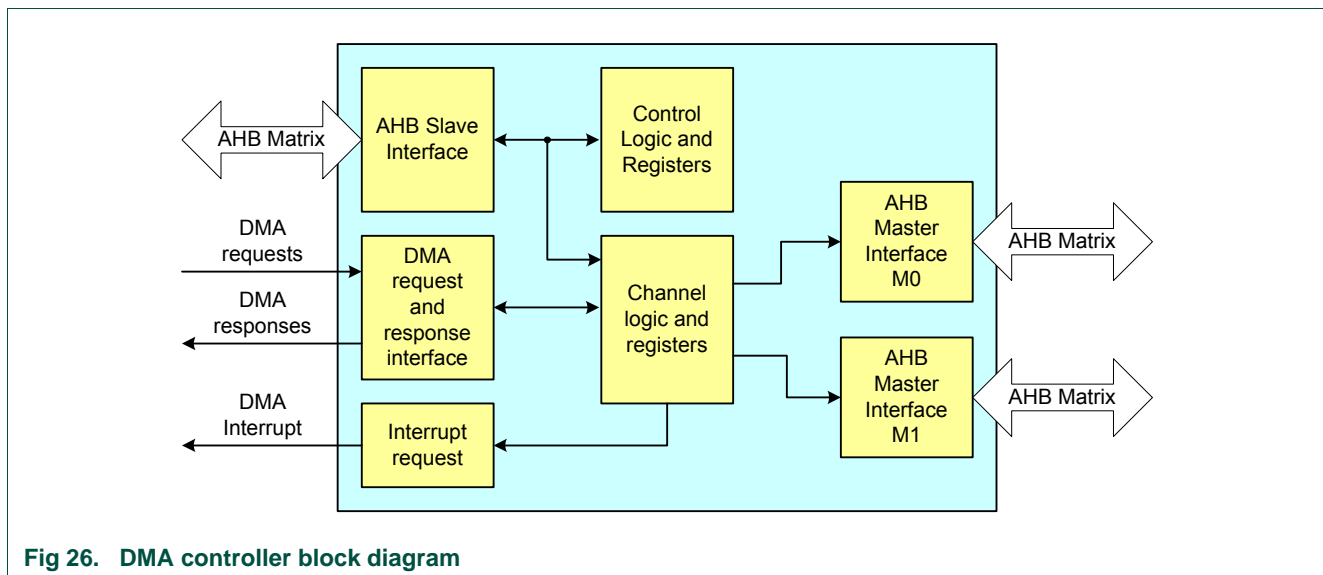 AHB Matrix
AHB Slave
Interface
Control
Logic and
Registers
DMA
requests
DMA
responses
DMA
request
and
response
interface
Channel
logic and
registers
AHB
Master
Interface
M0
AHB Matrix
AHB
Master
Interface
M1
AHB Matrix
DMA
Interrupt
Interrupt
request
Fig 26. DMA controller block diagram